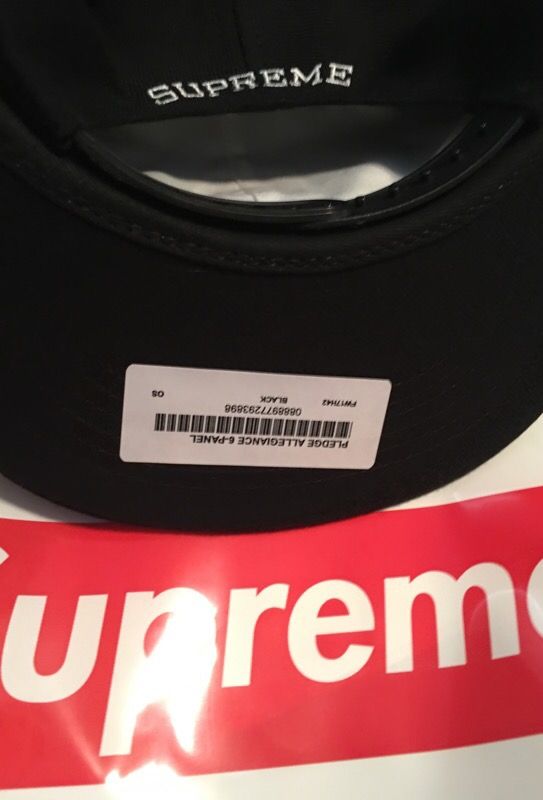 SUPREME
PLEDGE ALLEGIANCE 6-PANEL
0888977293898
FW17H42 BLACK OS
Supreme